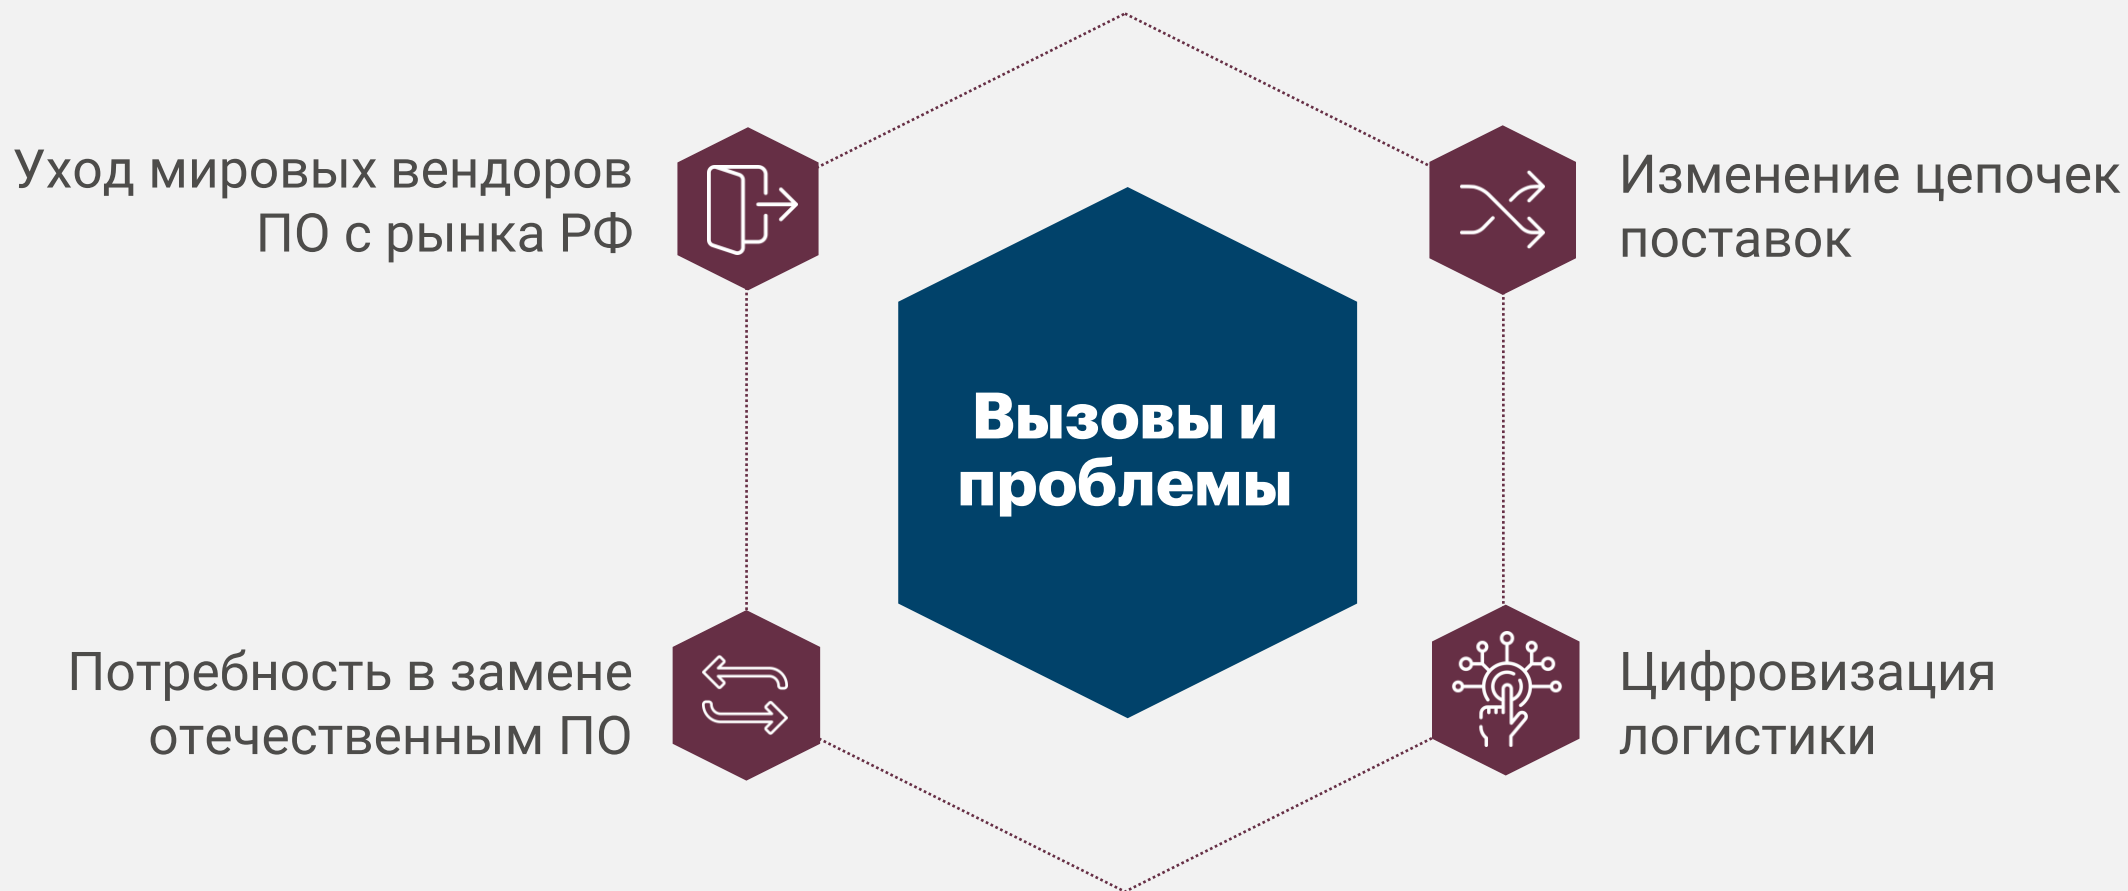 Уход мировых вендоров
ПО с рынка РФ
Изменение цепочек
поставок
Вызовы и
проблемы
Потребность в замене
отечественным ПО
Цифровизация
логистики